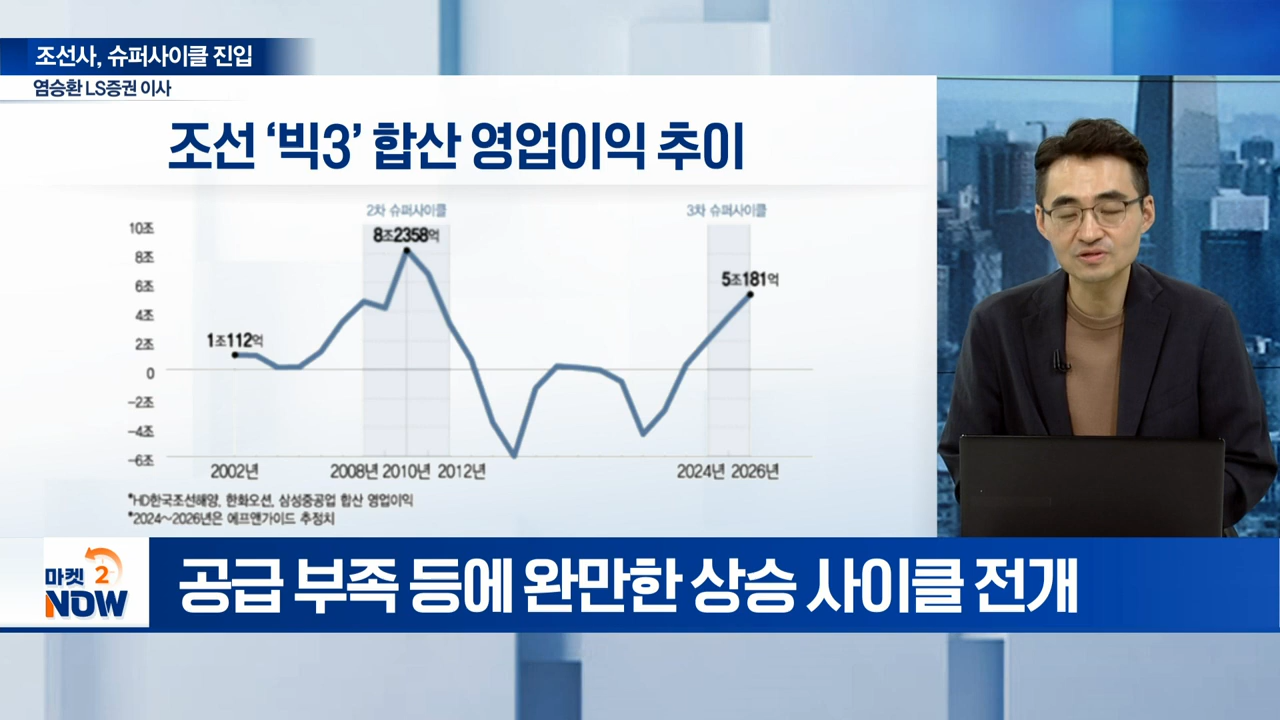 조선사, 슈퍼사이클 진입
염승환 LS증권 이사
조선 ‘빅3’ 합산 영업이익 추이
2차 슈퍼사이클
3차 슈퍼사이클
10조
8조
6조
4조
2조
0
-2조
-4조
-6조
1조112억
8조2358억
5조181억
2002년
2008년
2010년
2012년
2024년
2026년
*HD한국조선해양, 한화오션, 삼성중공업 합산 영업이익
*2024~2026년은 에프앤가이드 추정치
마켓 2
NOW
공급 부족 등에 완만한 상승 사이클 전개